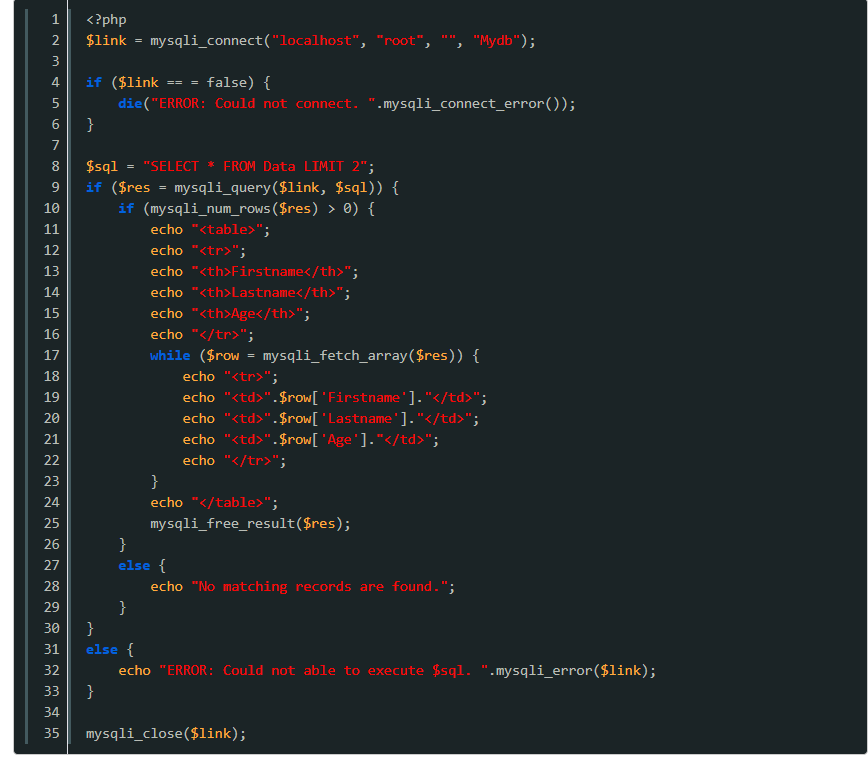 1 <?php
2 $link = mysqli_connect("localhost", "root", "", "Mydb");
3
4 if ($link == = false) {
5     die("ERROR: Could not connect. ".mysqli_connect_error());
6 }
7
8 $sql = "SELECT * FROM Data LIMIT 2";
9 if ($res = mysqli_query($link, $sql)) {
10     if (mysqli_num_rows($res) > 0) {
11         echo "<table>";
12         echo "<tr>";
13         echo "<th>Firstname</th>";
14         echo "<th>Lastname</th>";
15         echo "<th>Age</th>";
16         echo "</tr>";
17         while ($row = mysqli_fetch_array($res)) {
18             echo "<tr>";
19             echo "<td>".$row['Firstname']."</td>";
20             echo "<td>".$row['Lastname']."</td>";
21             echo "<td>".$row['Age']."</td>";
22             echo "</tr>";
23         }
24         echo "</table>";
25         mysqli_free_result($res);
26     }
27     else {
28         echo "No matching records are found.";
29     }
30 }
31 else {
32     echo "ERROR: Could not able to execute $sql. ".mysqli_error($link);
33 }
34
35 mysqli_close($link);